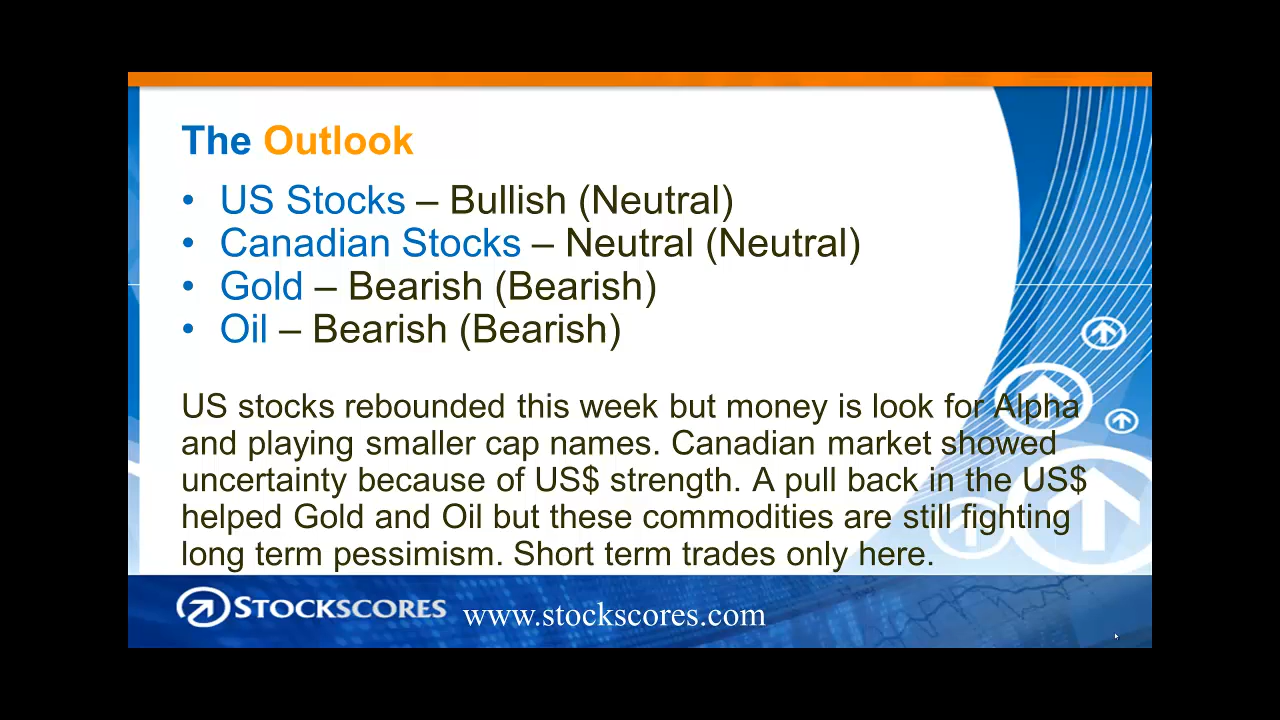 The Outlook
• US Stocks – Bullish (Neutral)
• Canadian Stocks – Neutral (Neutral)
• Gold – Bearish (Bearish)
• Oil – Bearish (Bearish)
US stocks rebounded this week but money is look for Alpha
and playing smaller cap names. Canadian market showed
uncertainty because of US$ strength. A pull back in the US$
helped Gold and Oil but these commodities are still fighting
long term pessimism. Short term trades only here.
STOCKSCORES www.stockscores.com